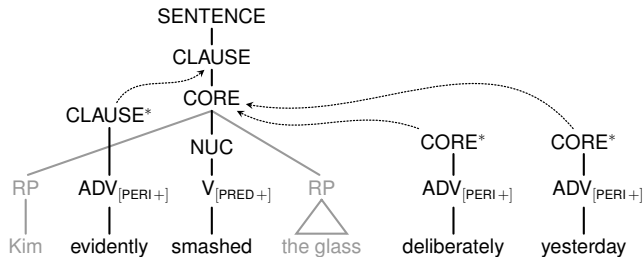 SENTENCE
CLAUSE
CLAUSE* CORE
NUC CORE* CORE*
RP ADV[PERI+] V[PRED+] RP ADV[PERI+] ADV[PERI+]
Kim evidently smashed the glass deliberately yesterday